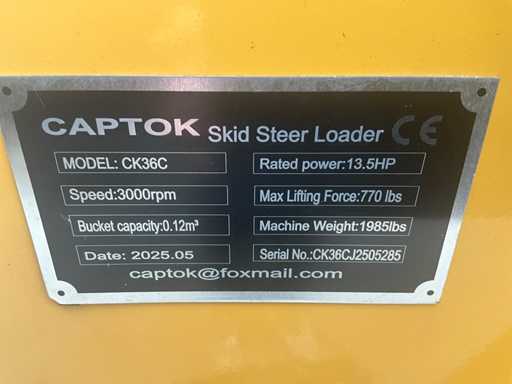 CAPTOK Skid Steer Loader CE
MODEL: CK36C Rated power:13.5HP
Speed:3000rpm Max Lifting Force:770 lbs
Bucket capacity:0.12m³ Machine Weight:1985lbs
Date: 2025.05 Serial No.:CK36CJ2505285
captok@foxmail.com